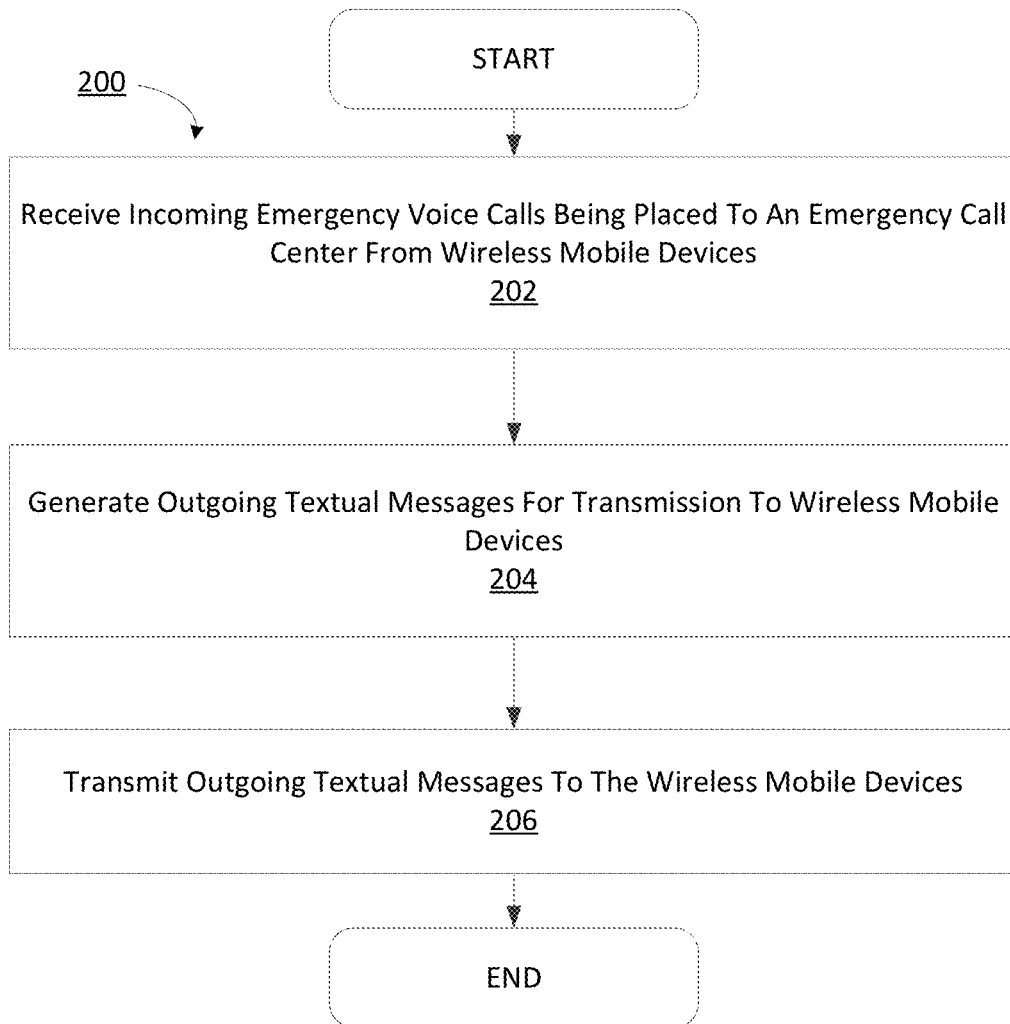 START
200
Receive Incoming Emergency Voice Calls Being Placed To An Emergency Call
Center From Wireless Mobile Devices
202
Generate Outgoing Textual Messages For Transmission To Wireless Mobile
Devices
204
Transmit Outgoing Textual Messages To The Wireless Mobile Devices
206
END